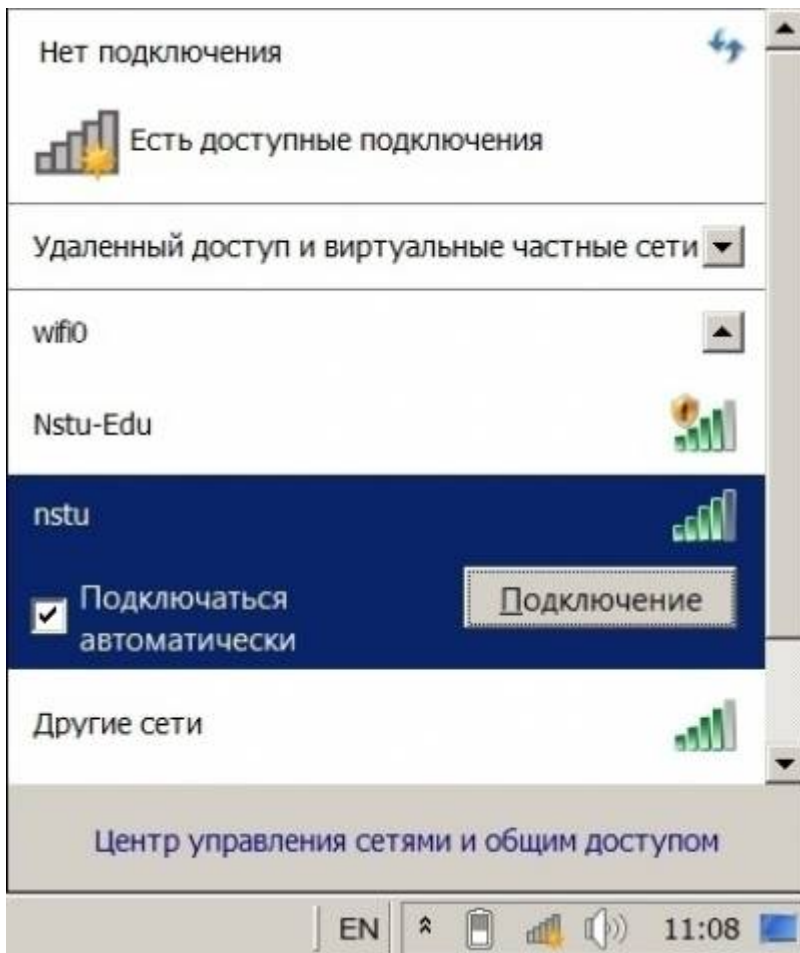 Нет подключения
Есть доступные подключения
Удаленный доступ и виртуальные частные сети
wifi0
Nstu-Edu
nstu
Подключаться
автоматически
Подключение
Другие сети
Центр управления сетями и общим доступом
EN 11:08